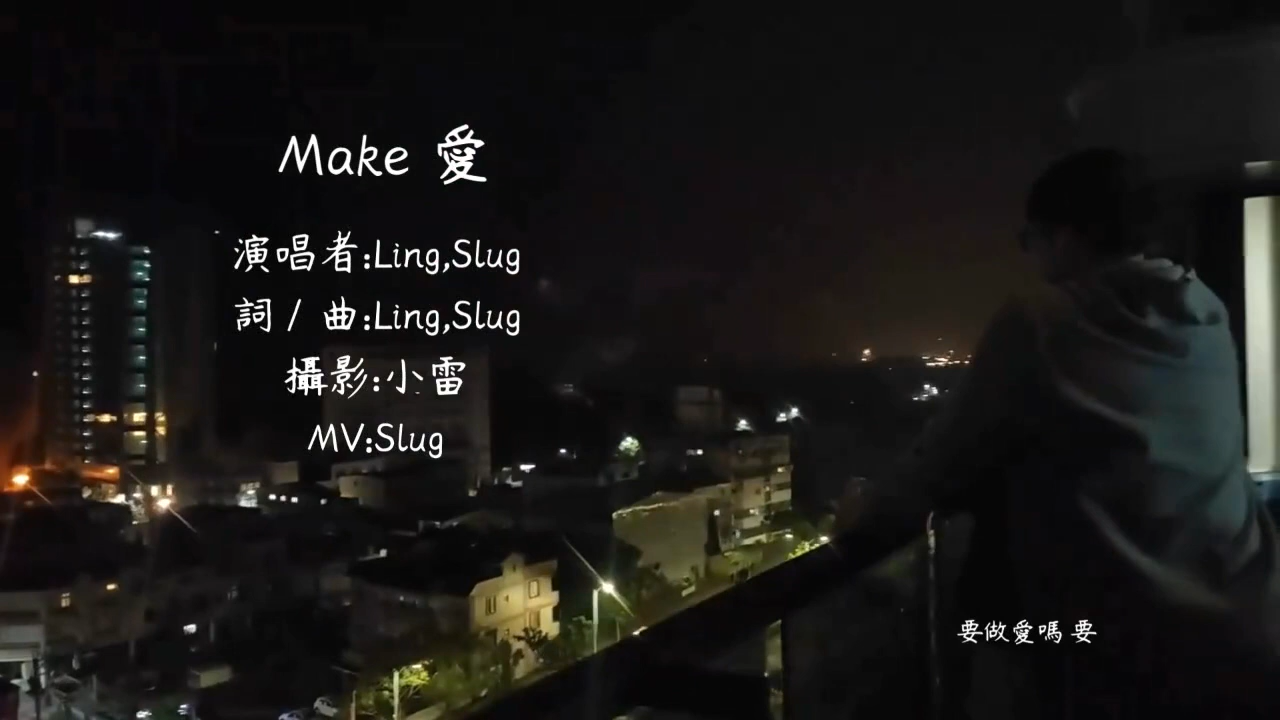 Make 愛
演唱者:Ling,Slug
詞 / 曲:Ling,Slug
攝影:小雷
MV:Slug
要做愛嗎 要